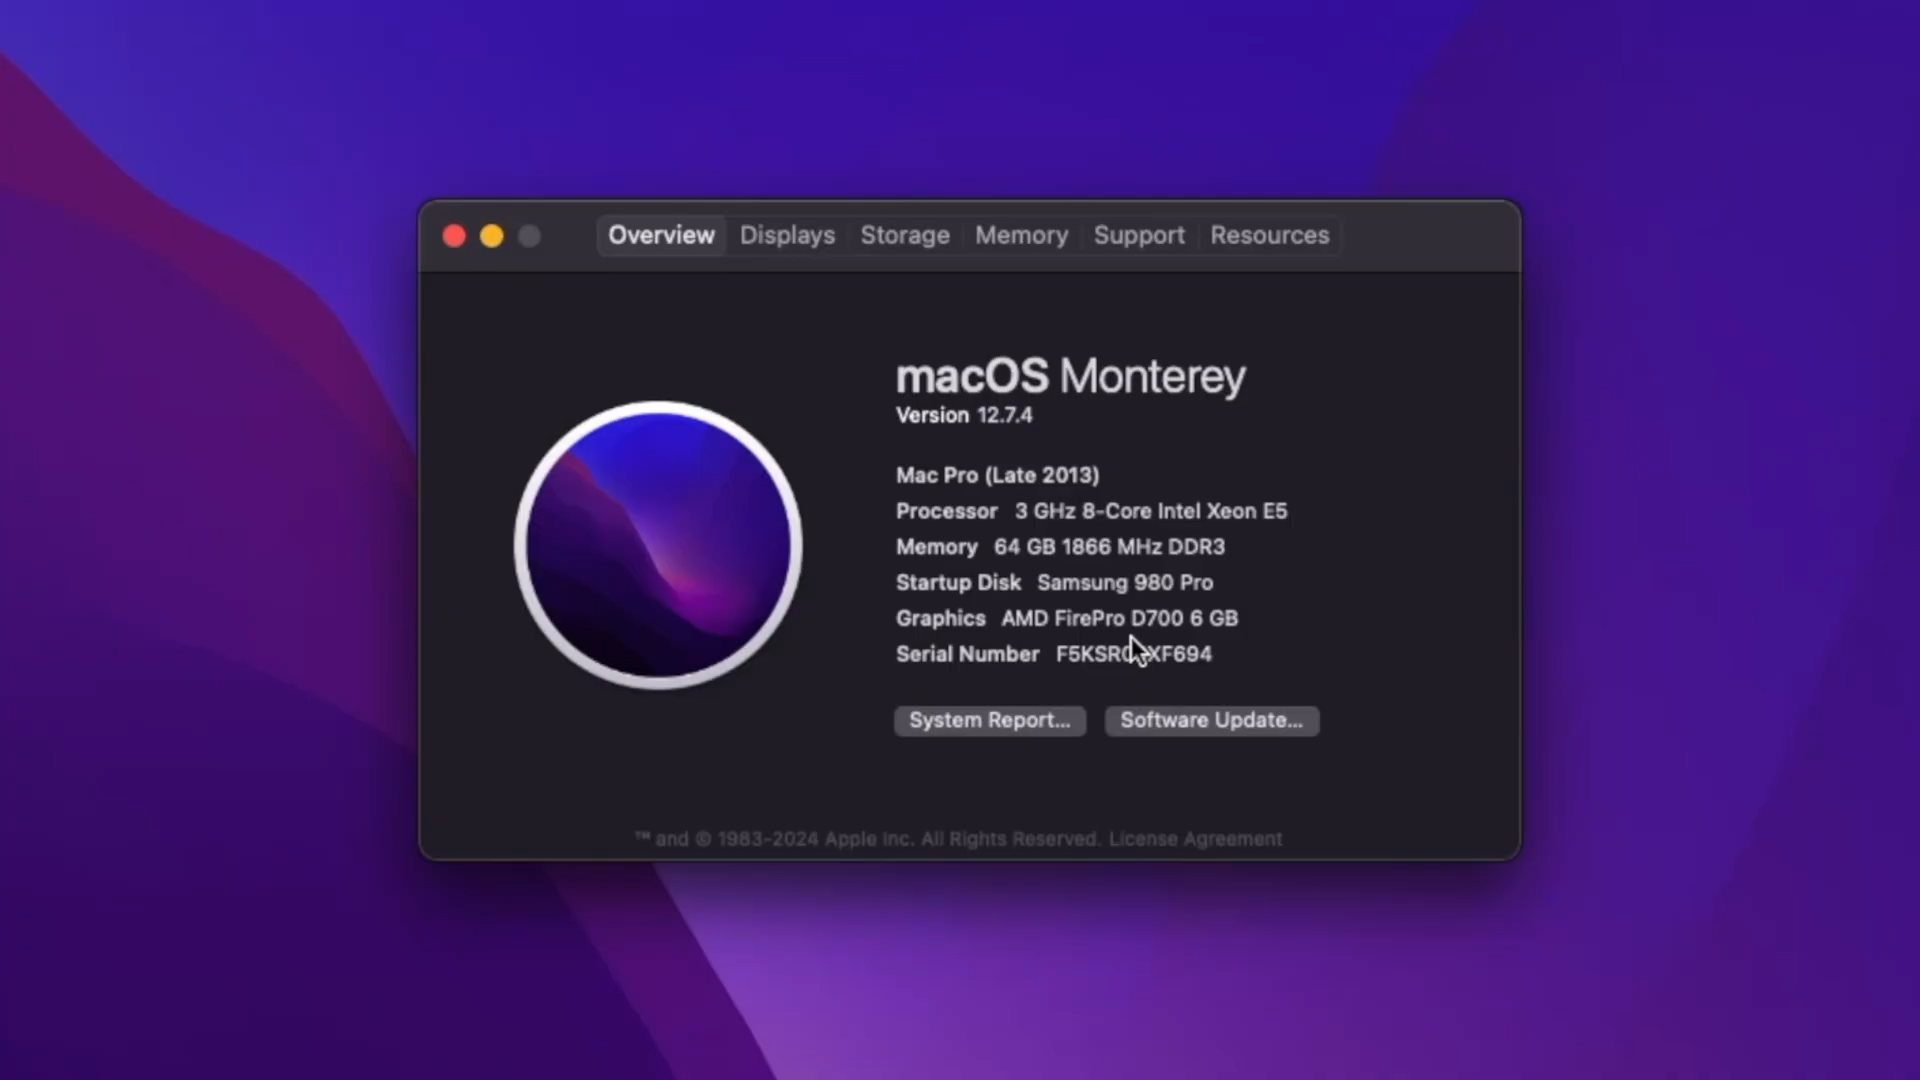 Overview Displays Storage Memory Support Resources
macOS Monterey
Version 12.7.4
Mac Pro (Late 2013)
Processor 3 GHz 8-Core Intel Xeon E5
Memory 64 GB 1866 MHz DDR3
Startup Disk Samsung 980 Pro
Graphics AMD FirePro D700 6 GB
Serial Number
System Report... Software Update...
™ and © 1983-2024 Apple Inc. All Rights Reserved. License Agreement